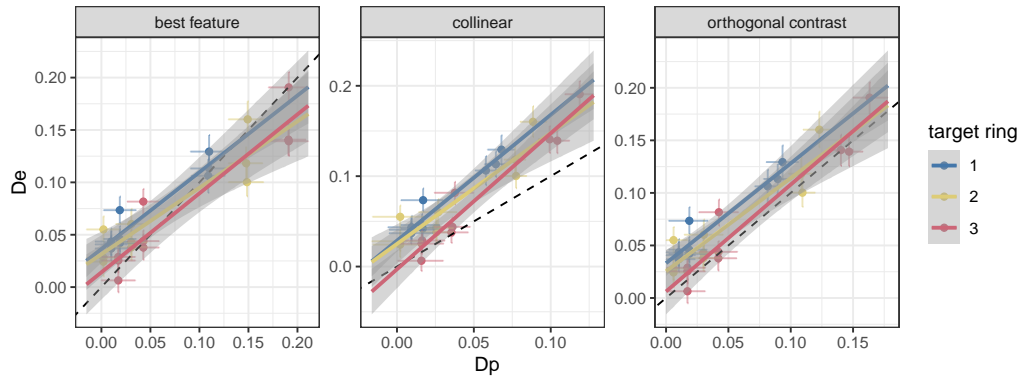 best feature
collinear
orthogonal contrast
De
0.20
0.15
0.10
0.05
0.00
0.2
0.1
0.0
0.20
0.15
0.10
0.05
0.00
0.00 0.05 0.10 0.15 0.20
0.00 0.05 0.10
0.00 0.05 0.10 0.15
Dp
target ring
1
2
3